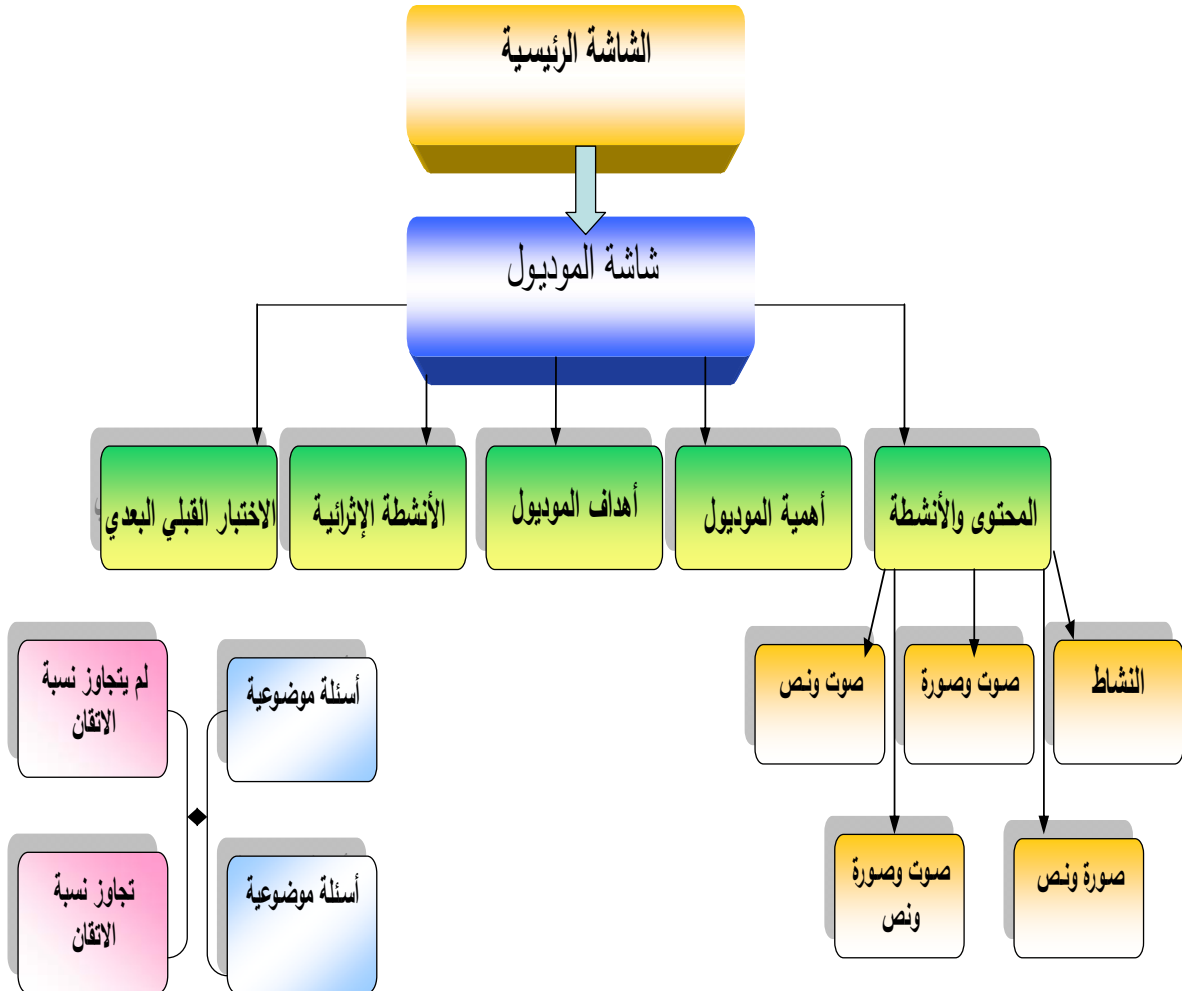 الشاشة الرئيسية
شاشة الموديول
المحتوى والأنشطة
أهمية الموديول
أهداف الموديول
الأنشطة الإثرائية
الاختبار القبلي البعدي
النشاط
صوت وصورة
صوت ونص
صورة ونص
صوت وصورة
ونص
أسئلة موضوعية
لم يتجاوز نسبة
الاتقان
أسئلة موضوعية
تجاوز نسبة
الاتقان